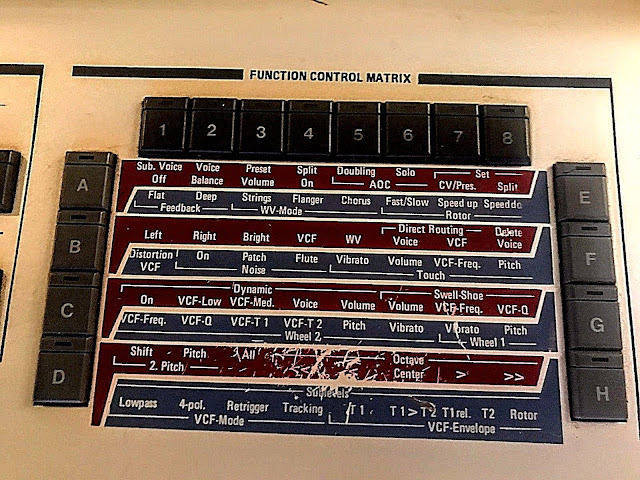 FUNCTION CONTROL MATRIX
1 2 3 4 5 6 7 8
A
Sub. Voice Off Voice Balance Preset Volume Split On Doubling Solo Set
AOC CV/Pres. Split
E
Flat Deep Strings Flanger Chorus Fast/Slow Speed up Speed do
Feedback WV-Mode Rotor
B
Left Right Bright VCF WV Direct Routing Delete
Voice VCF Voice
F
Distortion VCF On Patch Flute Vibrato Volume VCF-Freq. Pitch
Noise Touch
C
Dynamic Swell-Shoe
On VCF-Low VCF-Med. Voice Volume Volume VCF-Freq. VCF-Q
G
VCF-Freq. VCF-Q VCF-T 1 VCF-T 2 Pitch Vibrato Vibrato Pitch
Wheel 2 Wheel 1
D
Shift Pitch All Octave
2. Pitch Center > >>
H
Sublevels
Lowpass 4-pol. Retrigger Tracking T 1 T 1 > T2 T1rel. T2 Rotor
VCF-Mode VCF-Envelope